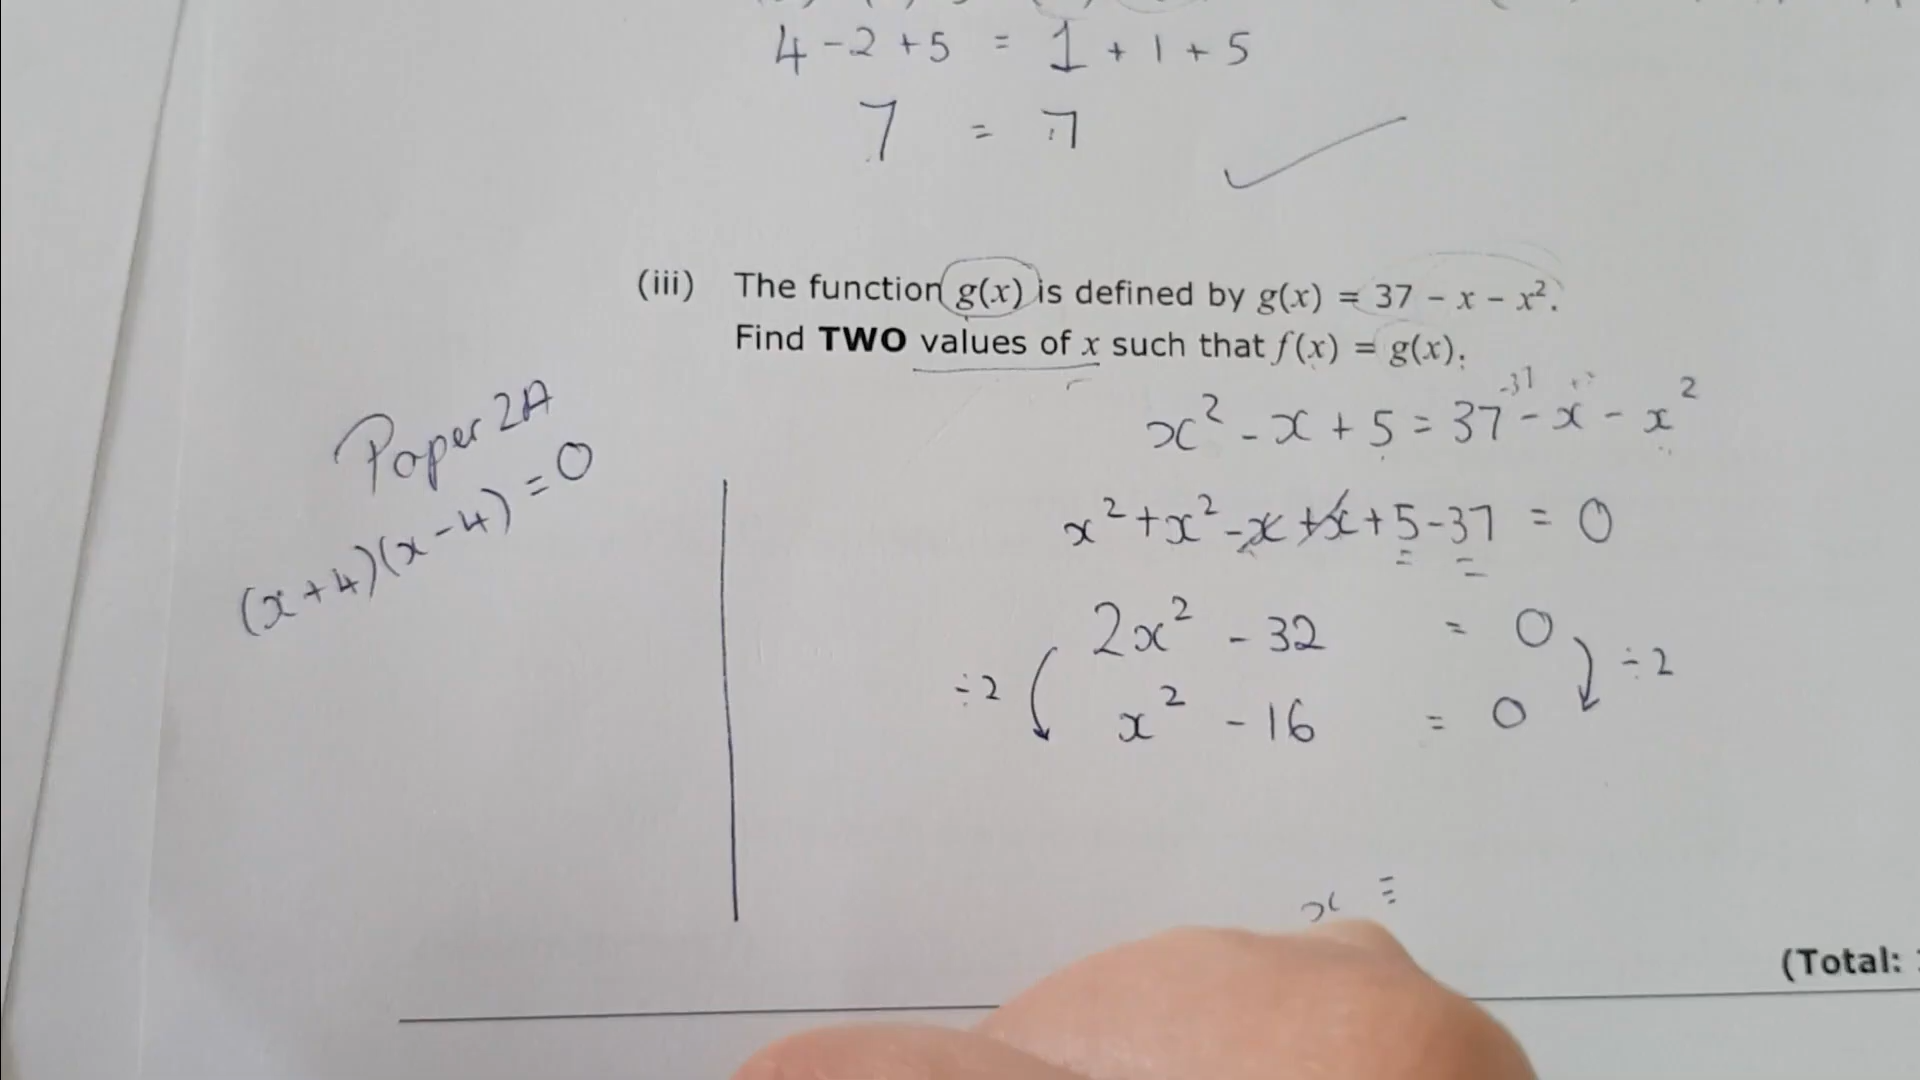 4 - 2 + 5 = 1 + 1 + 5
7 = 7
(iii) The function g(x) is defined by g(x) = 37 − x − x².
Find TWO values of x such that f(x) = g(x).
x² - x + 5 = 37 - x - x²
-37
x² + x² - x + x + 5 - 37 = 0
2x² - 32 = 0
÷2
÷2
x² - 16 = 0
x =
Paper 2A
(x + 4)(x - 4) = 0
(Total: